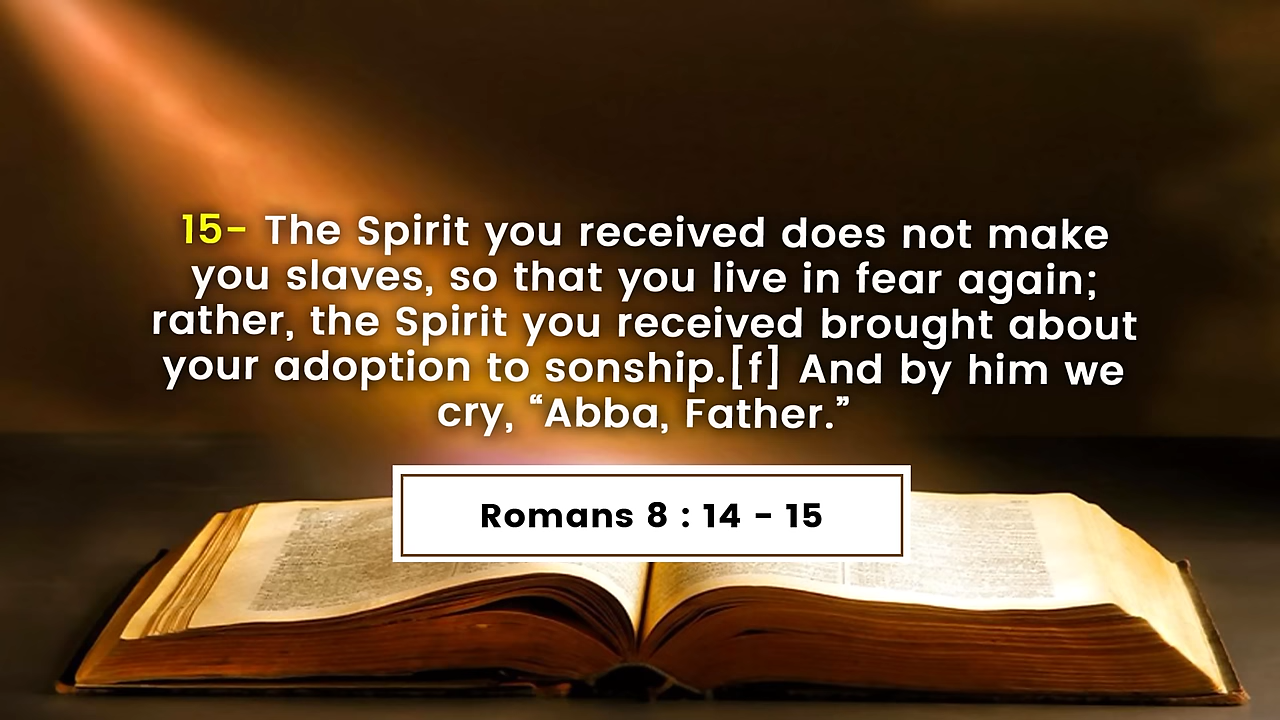 15- The Spirit you received does not make
you slaves, so that you live in fear again;
rather, the Spirit you received brought about
your adoption to sonship.[f] And by him we
cry, “Abba, Father.”
Romans 8 : 14 - 15